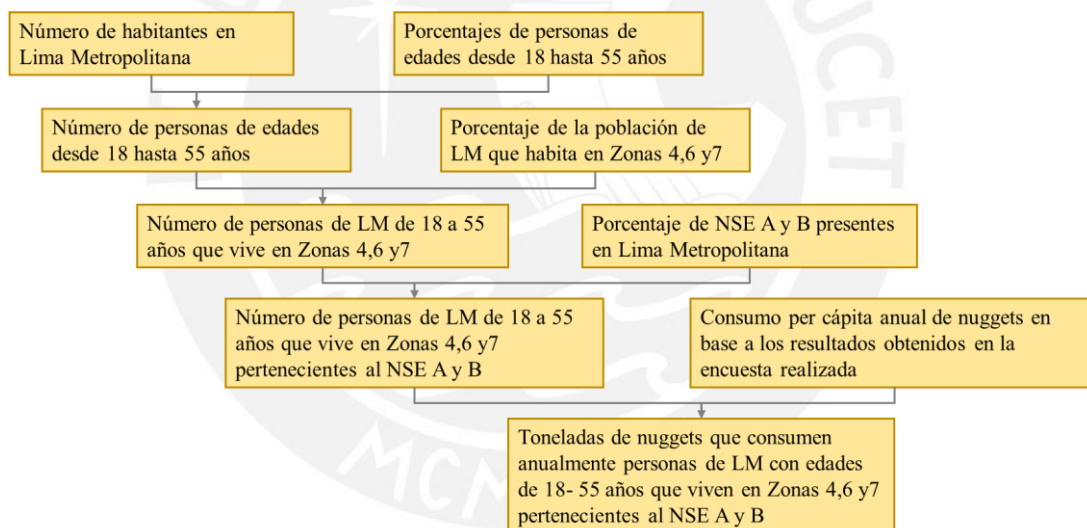 Número de habitantes en
Lima Metropolitana
Porcentajes de personas de
edades desde 18 hasta 55 años
Número de personas de edades
desde 18 hasta 55 años
Porcentaje de la población de
LM que habita en Zonas 4,6 y7
Número de personas de LM de 18 a 55
años que vive en Zonas 4,6 y7
Porcentaje de NSE A y B presentes
en Lima Metropolitana
Número de personas de LM de 18 a 55
años que vive en Zonas 4,6 y7
pertenecientes al NSE A y B
Consumo per cápita anual de nuggets en
base a los resultados obtenidos en la
encuesta realizada
Toneladas de nuggets que consumen
anualmente personas de LM con edades
de 18- 55 años que viven en Zonas 4,6 y7
pertenecientes al NSE A y B
UCET
MCM